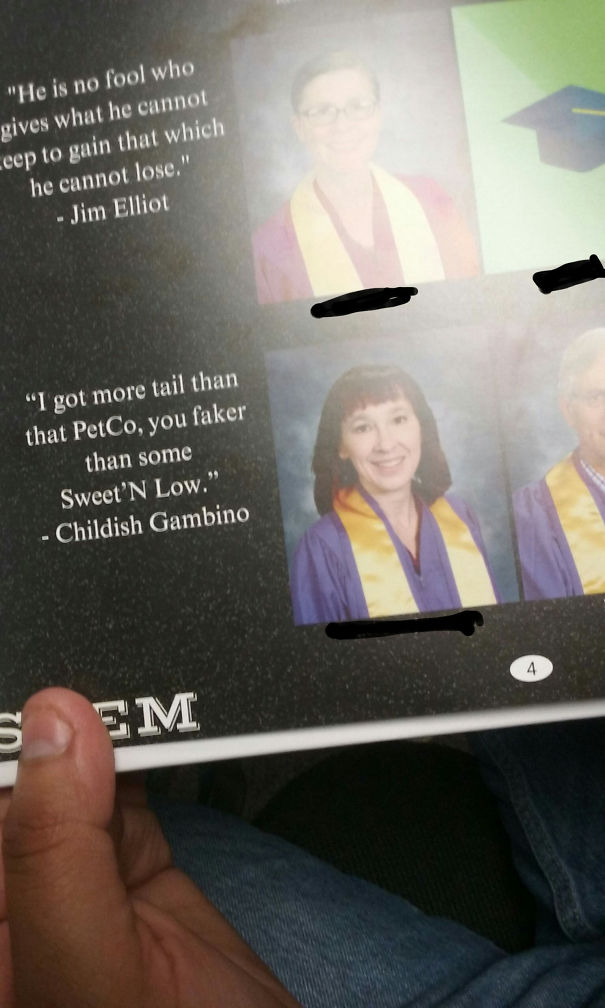 "He is no fool who
gives what he cannot
keep to gain that which
he cannot lose."
- Jim Elliot
“I got more tail than
that PetCo, you faker
than some
Sweet’N Low.”
- Childish Gambino
4